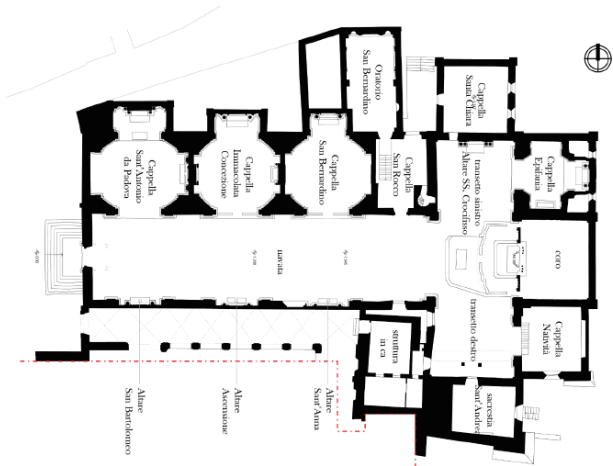 Oratorio
San Bernardino
Cappella
Santa Chiara
Cappella
Sant'Antonio
da Padova
Cappella
Immacolata
Concezione
Cappella
San Bernardino
Cappella
San Rocco
transetto sinistro
Altare SS. Crocifisso
Cappella
Epifania
navata
coro
transetto destro
Cappella
Natività
struttura
in ca
sacrestia
Sant'Andrea
Altare
San Bartolomeo
Altare
Ascensione
Altare
Sant'Anna